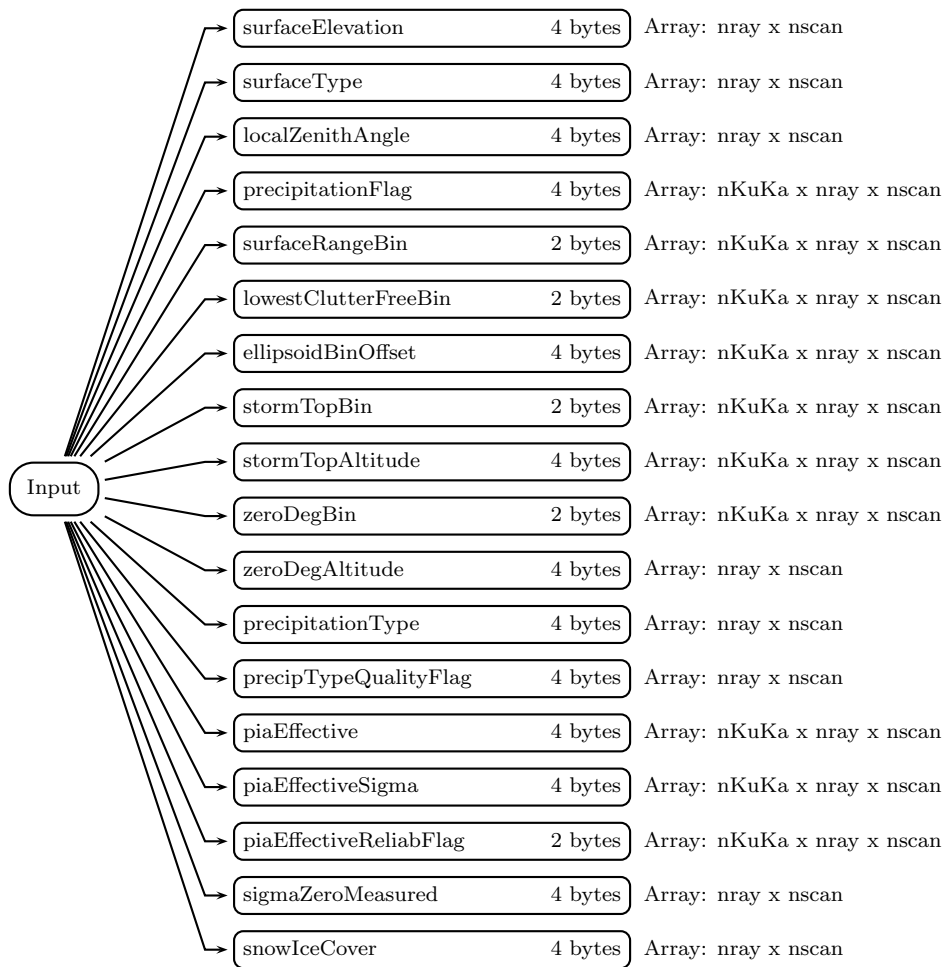 surfaceElevation 4 bytes Array: nray x nscan
surfaceType 4 bytes Array: nray x nscan
localZenithAngle 4 bytes Array: nray x nscan
precipitationFlag 4 bytes Array: nKuKa x nray x nscan
surfaceRangeBin 2 bytes Array: nKuKa x nray x nscan
lowestClutterFreeBin 2 bytes Array: nKuKa x nray x nscan
ellipsoidBinOffset 4 bytes Array: nKuKa x nray x nscan
stormTopBin 2 bytes Array: nKuKa x nray x nscan
stormTopAltitude 4 bytes Array: nKuKa x nray x nscan
Input
zeroDegBin 2 bytes Array: nKuKa x nray x nscan
zeroDegAltitude 4 bytes Array: nray x nscan
precipitationType 4 bytes Array: nray x nscan
precipTypeQualityFlag 4 bytes Array: nray x nscan
piaEffective 4 bytes Array: nKuKa x nray x nscan
piaEffectiveSigma 4 bytes Array: nKuKa x nray x nscan
piaEffectiveReliabFlag 2 bytes Array: nKuKa x nray x nscan
sigmaZeroMeasured 4 bytes Array: nray x nscan
snowIceCover 4 bytes Array: nray x nscan